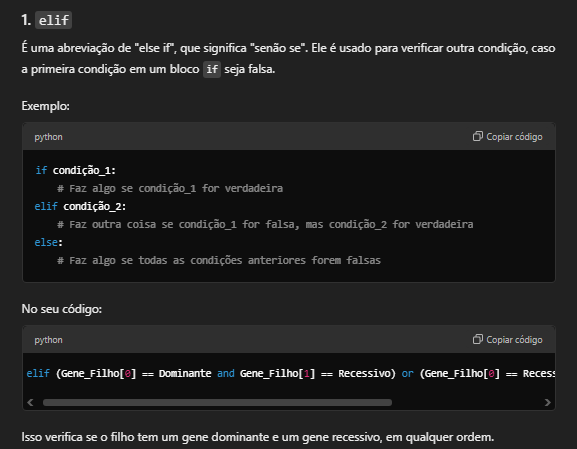 1. elif
É uma abreviação de "else if", que significa "senão se". Ele é usado para verificar outra condição, caso
a primeira condição em um bloco if seja falsa.
Exemplo:
python
Copiar código
if condição_1:
    # Faz algo se condição_1 for verdadeira
elif condição_2:
    # Faz outra coisa se condição_1 for falsa, mas condição_2 for verdadeira
else:
    # Faz algo se todas as condições anteriores forem falsas
No seu código:
python
Copiar código
elif (Gene_Filho[0] == Dominante and Gene_Filho[1] == Recessivo) or (Gene_Filho[0] == Recess
Isso verifica se o filho tem um gene dominante e um gene recessivo, em qualquer ordem.